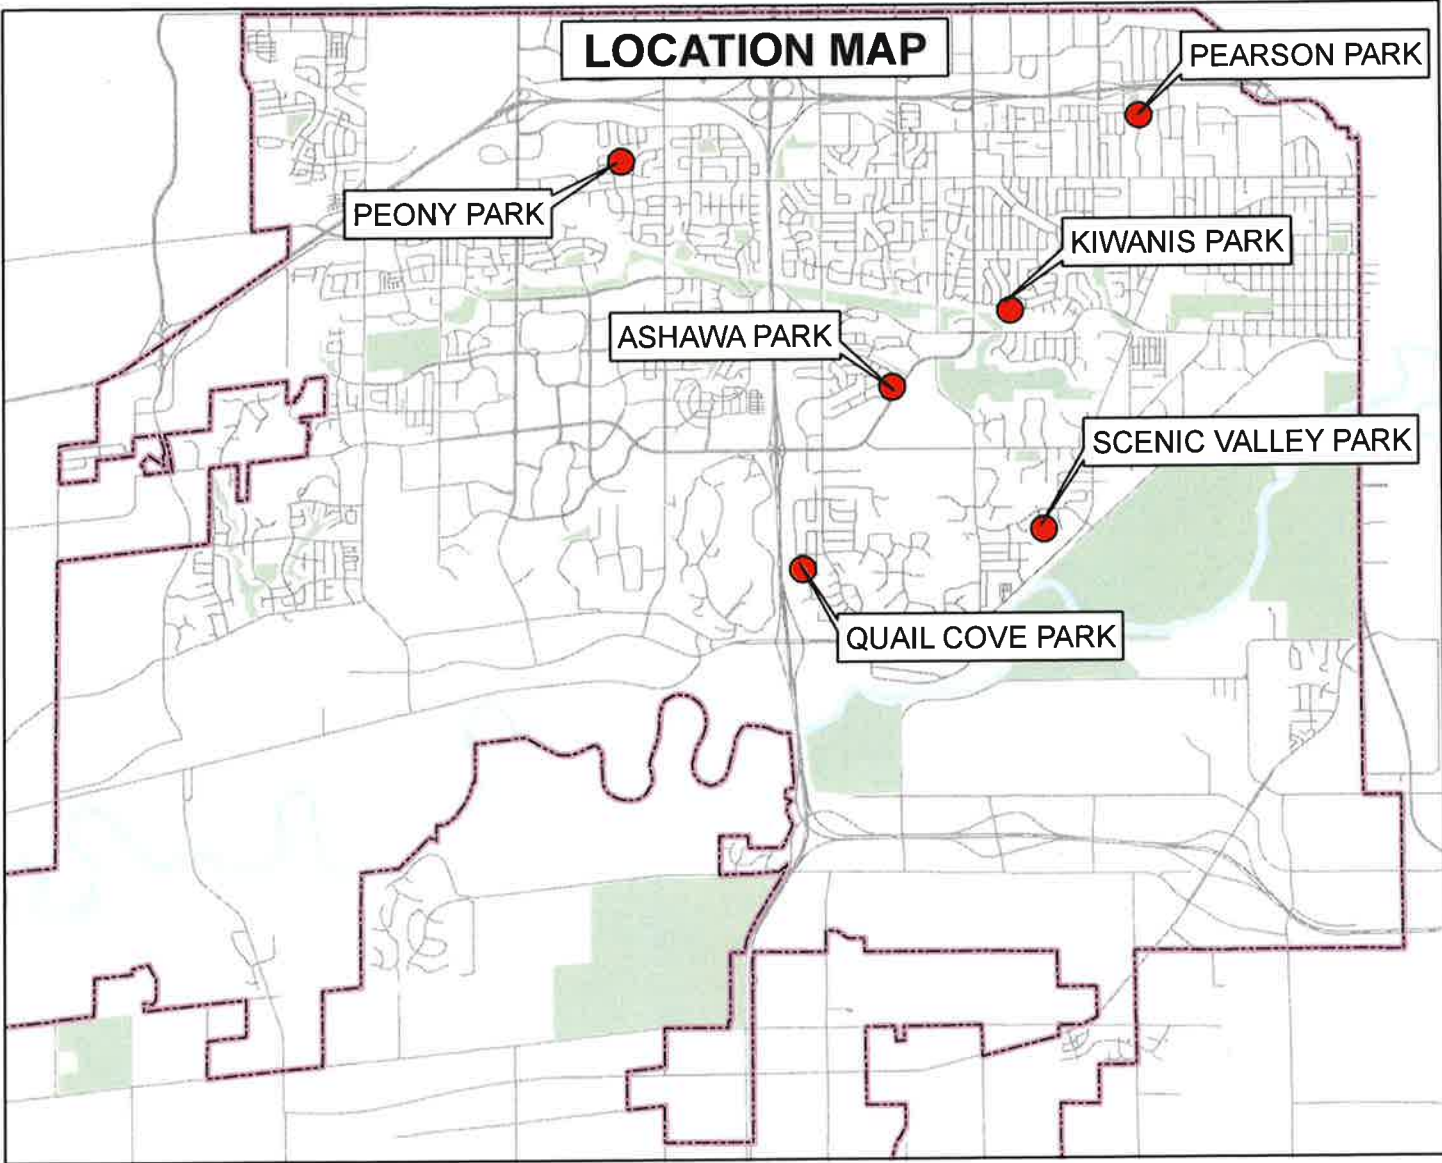 LOCATION MAP
PEARSON PARK
PEONY PARK
KIWANIS PARK
ASHAWA PARK
SCENIC VALLEY PARK
QUAIL COVE PARK